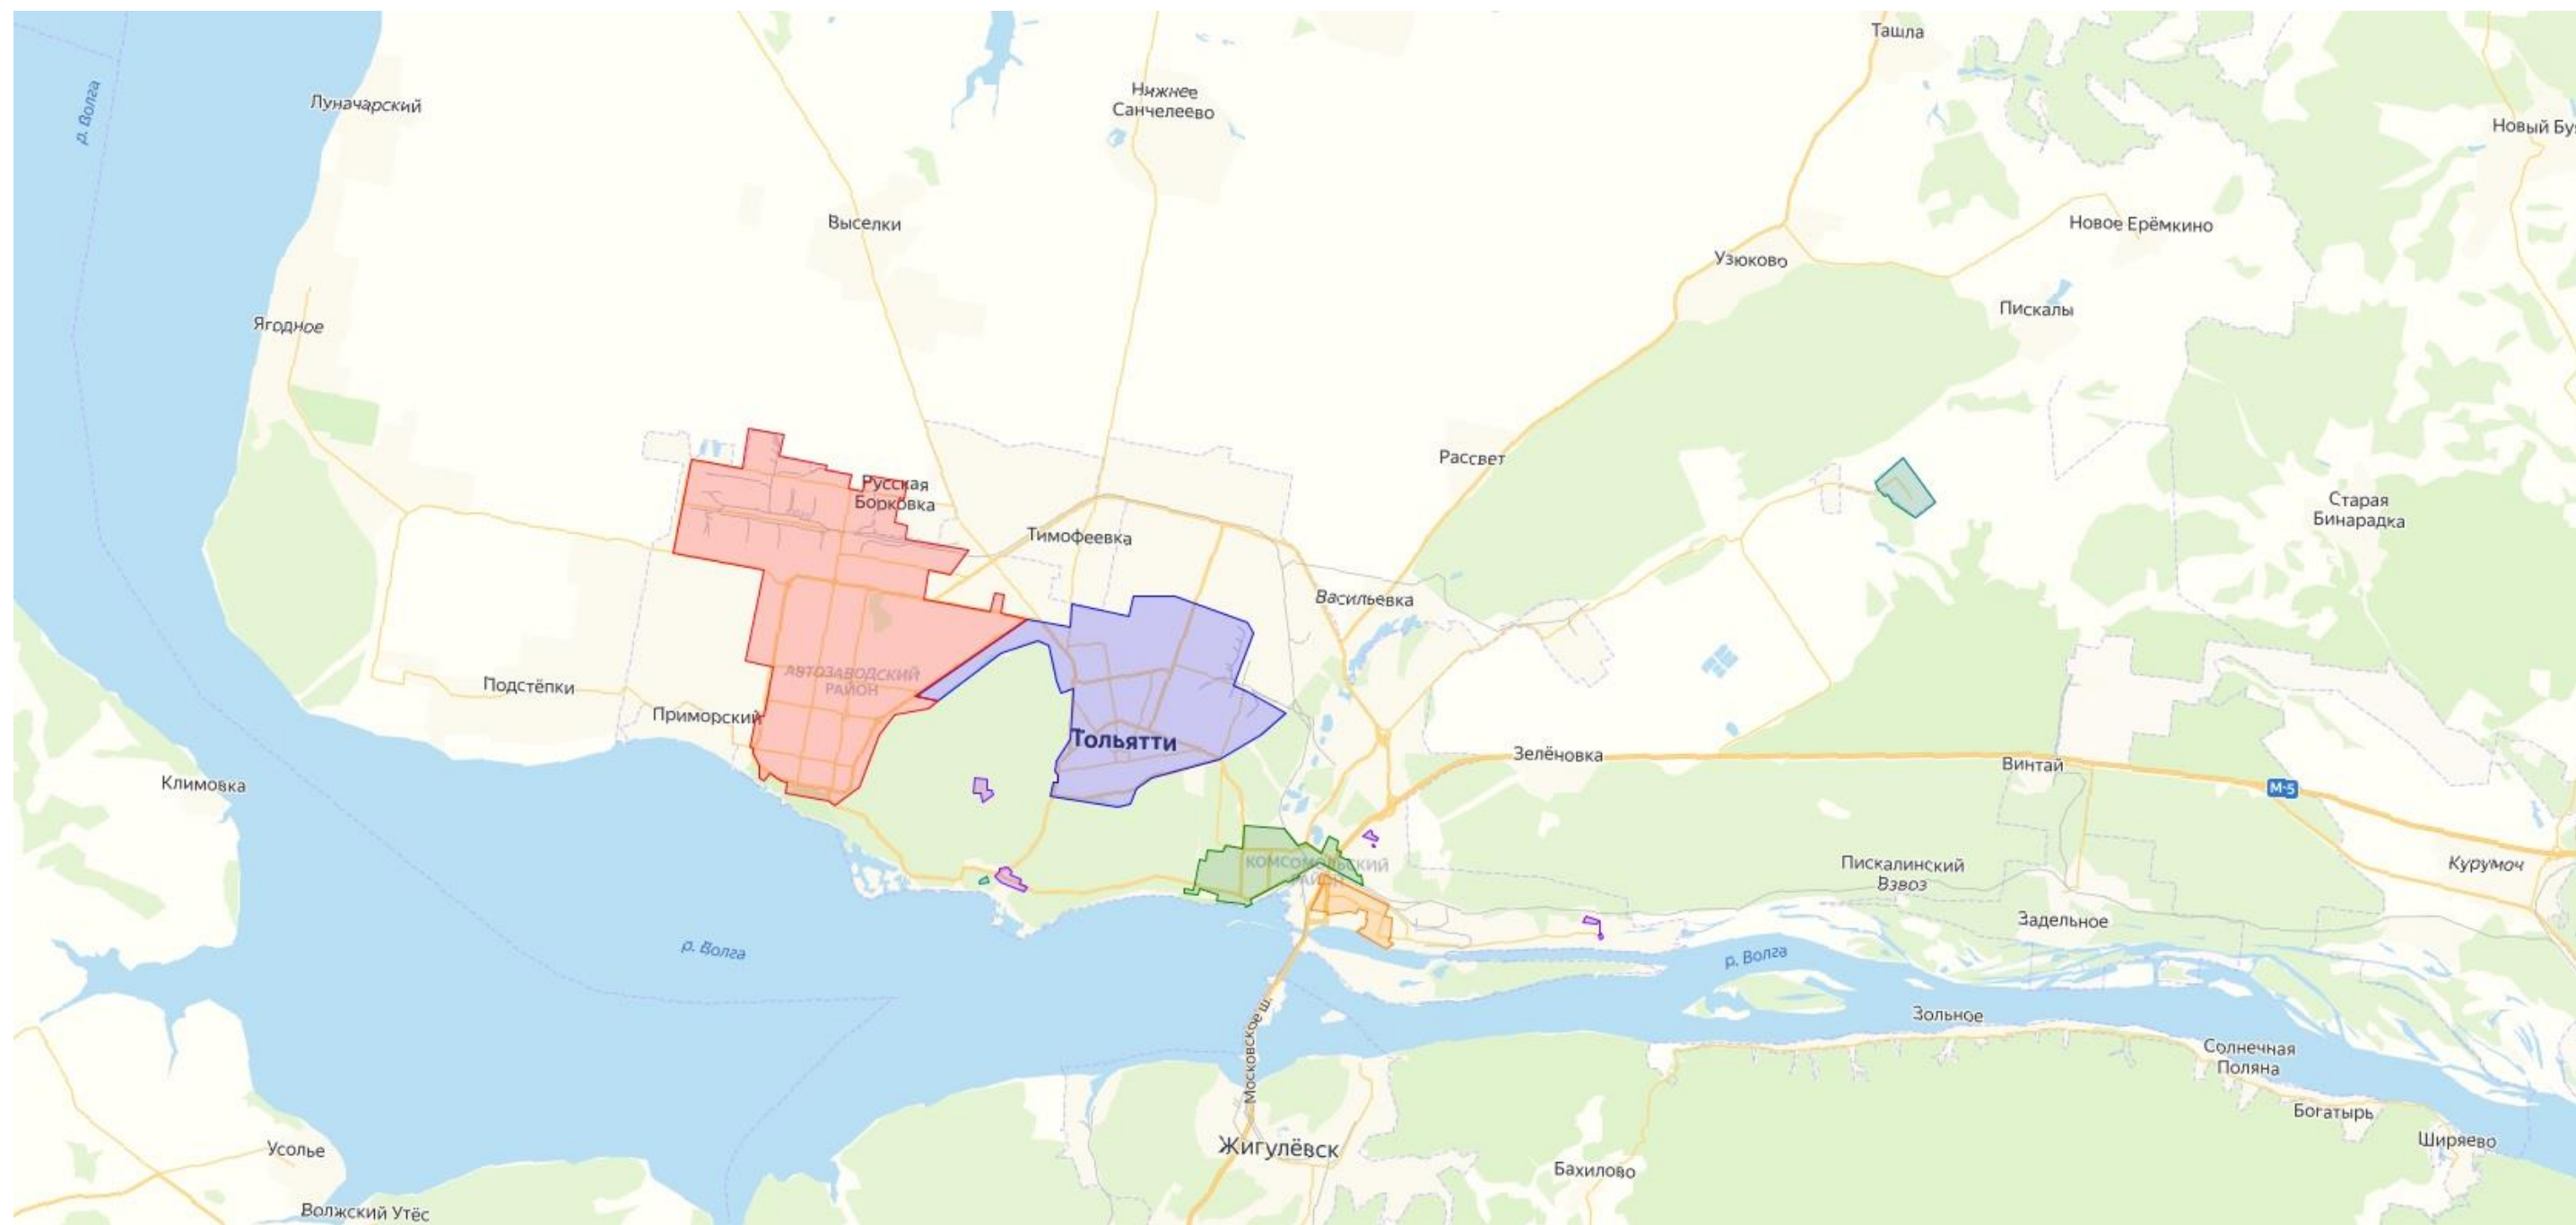 Ташла
р. Волга
Луначарский
Нижнее
Санчелеево
Новый Бу
Выселки
Новое Ерёмкино
Узюково
Пискалы
Ягодное
Рассвет
Русская
Борковка
Старая
Бинарадка
Тимофеевка
Васильевка
АВТОЗАВОДСКИЙ
РАЙОН
Подстёпки
Приморский
Тольятти
Зелёновка
Винтай
Климовка
М-5
КОМСОМОЛЬСКИЙ
РАЙОН
Пискалинский
Взвоз
Курумоч
Задельное
р. Волга
р. Волга
Зольное
Московское ш.
Солнечная
Поляна
Богатырь
Жигулёвск
Ширяево
Усолье
Бахилово
Волжский Утёс